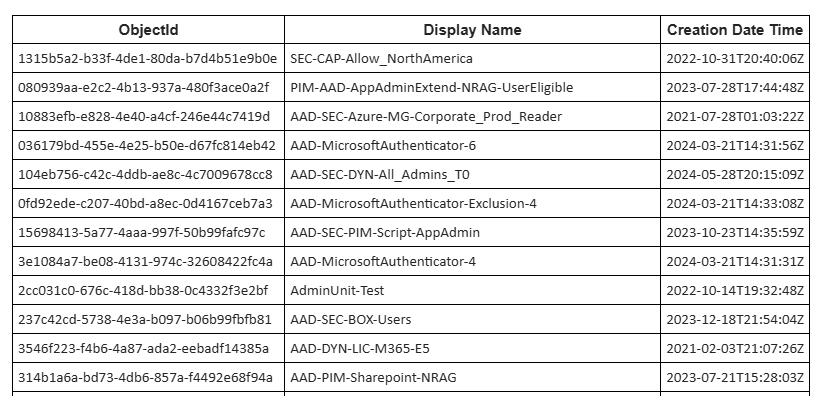 ObjectId Display Name Creation Date Time
1315b5a2-b33f-4de1-80da-b7d4b51e9b0e SEC-CAP-Allow_NorthAmerica 2022-10-31T20:40:06Z
080939aa-e2c2-4b13-937a-480f3ace0a2f PIM-AAD-AppAdminExtend-NRAG-UserEligible 2023-07-28T17:44:48Z
10883efb-e828-4e40-a4cf-246e44c7419d AAD-SEC-Azure-MG-Corporate_Prod_Reader 2021-07-28T01:03:22Z
036179bd-455e-4e25-b50e-d67fc814eb42 AAD-MicrosoftAuthenticator-6 2024-03-21T14:31:56Z
104eb756-c42c-4ddb-ae8c-4c7009678cc8 AAD-SEC-DYN-All_Admins_T0 2024-05-28T20:15:09Z
0fd92ede-c207-40bd-a8ec-0d4167ceb7a3 AAD-MicrosoftAuthenticator-Exclusion-4 2024-03-21T14:33:08Z
15698413-5a77-4aaa-997f-50b99fafc97c AAD-SEC-PIM-Script-AppAdmin 2023-10-23T14:35:59Z
3e1084a7-be08-4131-974c-32608422fc4a AAD-MicrosoftAuthenticator-4 2024-03-21T14:31:31Z
2cc031c0-676c-418d-bb38-0c4332f3e2bf AdminUnit-Test 2022-10-14T19:32:48Z
237c42cd-5738-4e3a-b097-b06b99fbfb81 AAD-SEC-BOX-Users 2023-12-18T21:54:04Z
3546f223-f4b6-4a87-ada2-eebadf14385a AAD-DYN-LIC-M365-E5 2021-02-03T21:07:26Z
314b1a6a-bd73-4db6-857a-f4492e68f94a AAD-PIM-Sharepoint-NRAG 2023-07-21T15:28:03Z